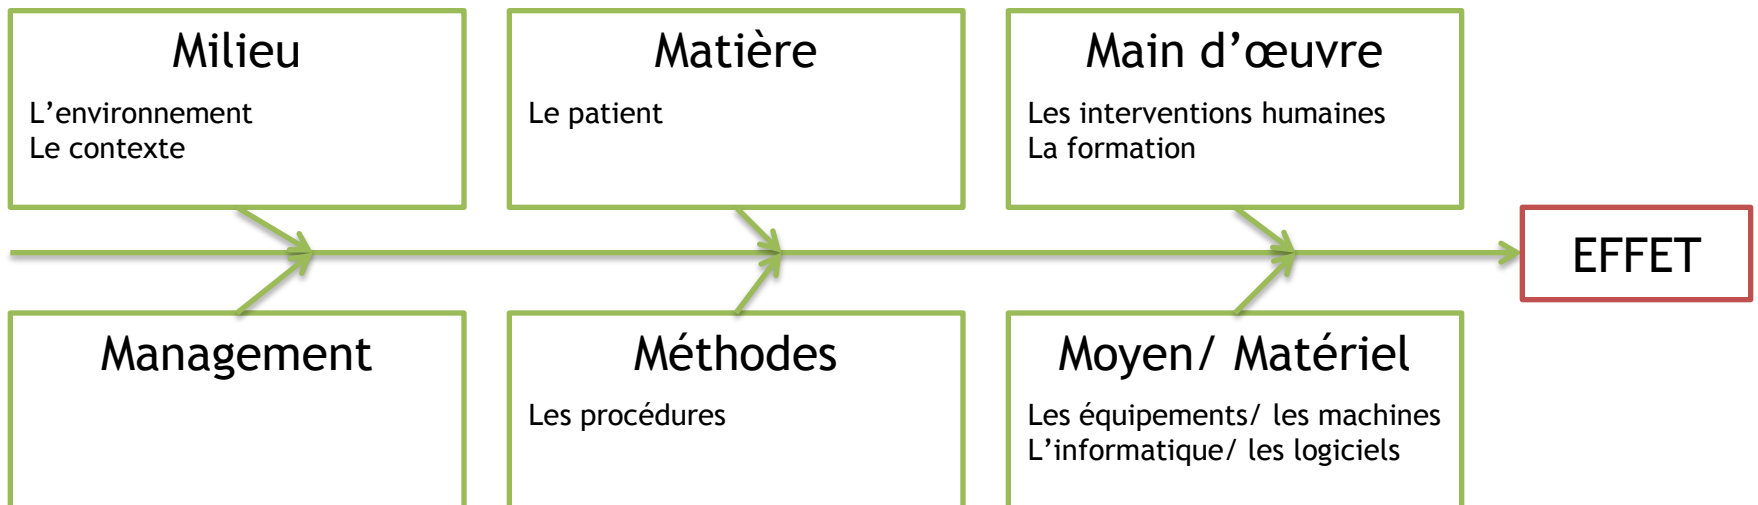 Milieu
L’environnement
Le contexte
Matière
Le patient
Main d’œuvre
Les interventions humaines
La formation
EFFET
Management
Méthodes
Les procédures
Moyen/ Matériel
Les équipements/ les machines
L’informatique/ les logiciels